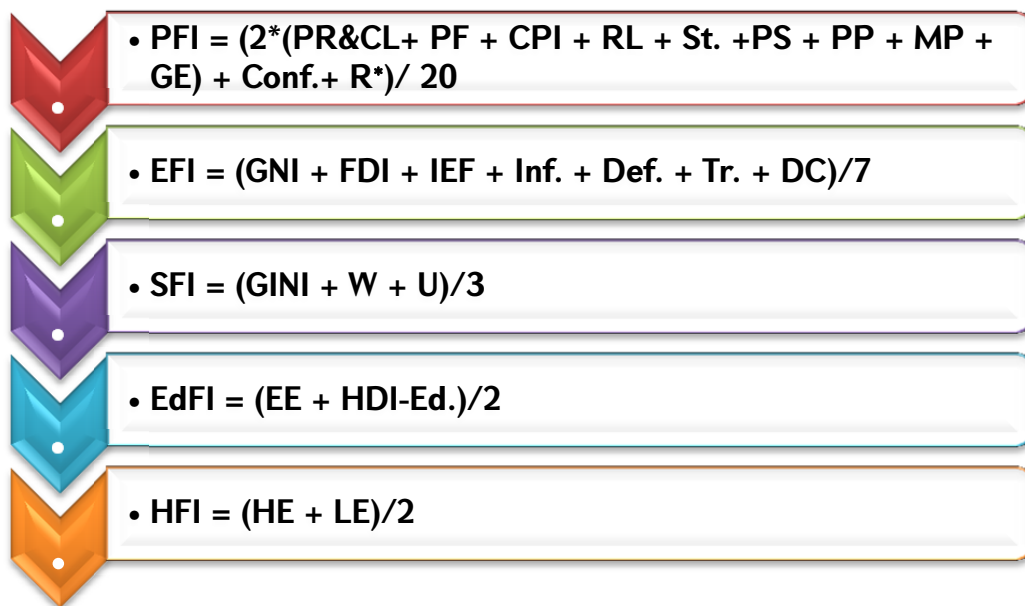 • PFI = (2*(PR&CL+ PF + CPI + RL + St. +PS + PP + MP +
GE) + Conf.+ R*)/ 20
• EFI = (GNI + FDI + IEF + Inf. + Def. + Tr. + DC)/7
• SFI = (GINI + W + U)/3
• EdFI = (EE + HDI-Ed.)/2
• HFI = (HE + LE)/2